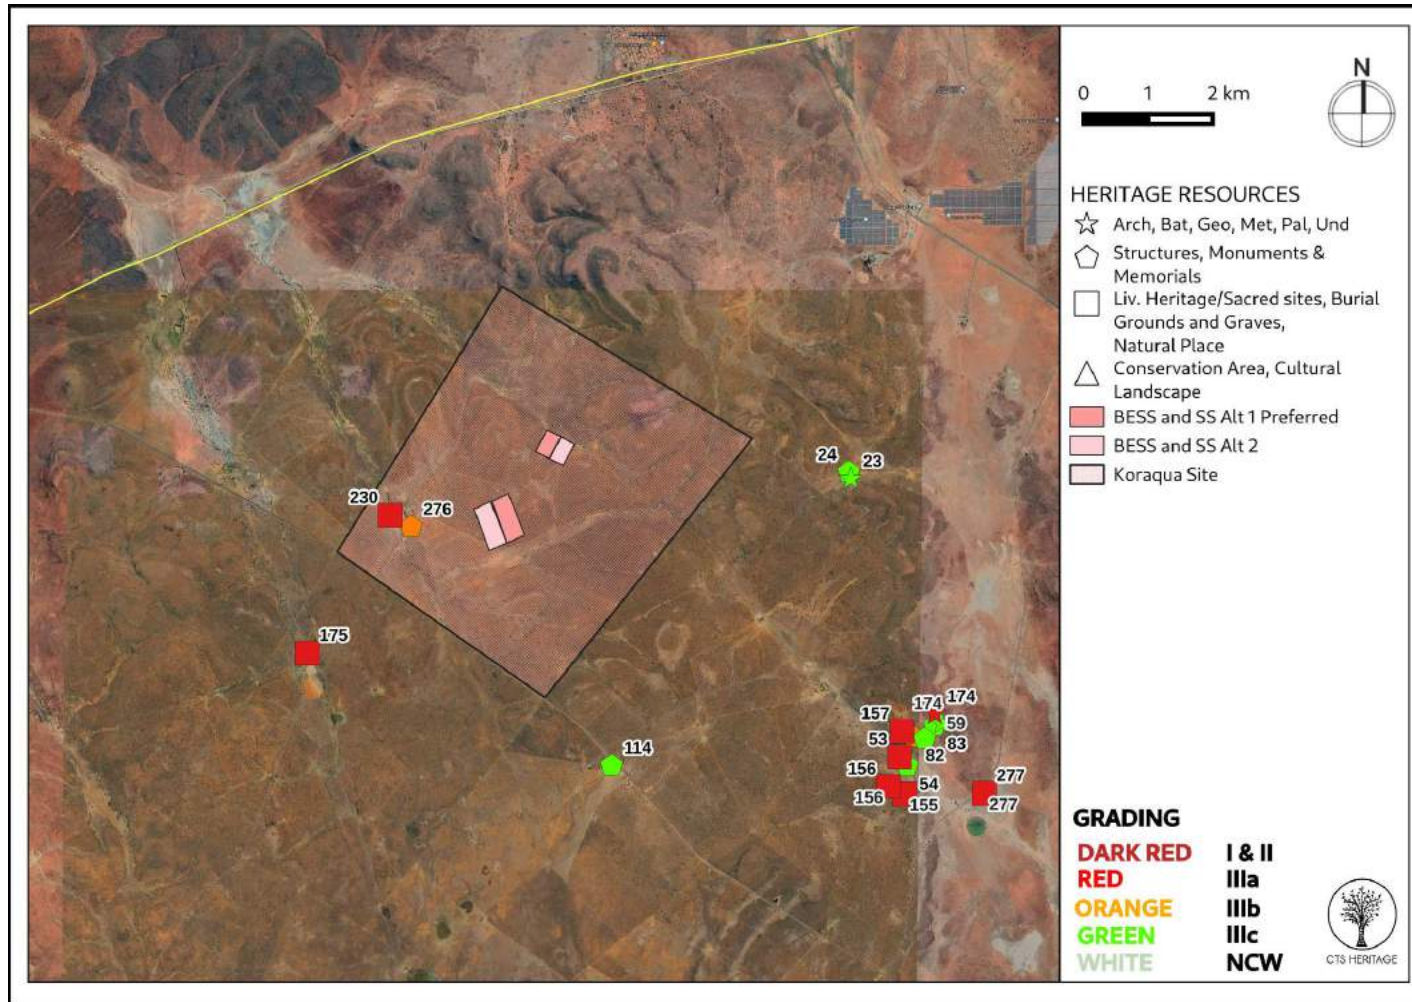 N
0 1 2 km
HERITAGE RESOURCES
Arch, Bat, Geo, Met, Pal, Und
Structures, Monuments &
Memorials
Liv. Heritage/Sacred sites, Burial
Grounds and Graves,
Natural Place
Conservation Area, Cultural
Landscape
BESS and SS Alt 1 Preferred
BESS and SS Alt 2
Koraqua Site
24 23
230
276
175
174 174
157
59
53
83
82
114
156
277
54
156
155
277
GRADING
DARK RED I & II
RED IIIa
ORANGE IIIb
GREEN IIIc
WHITE NCW
CTS HERITAGE